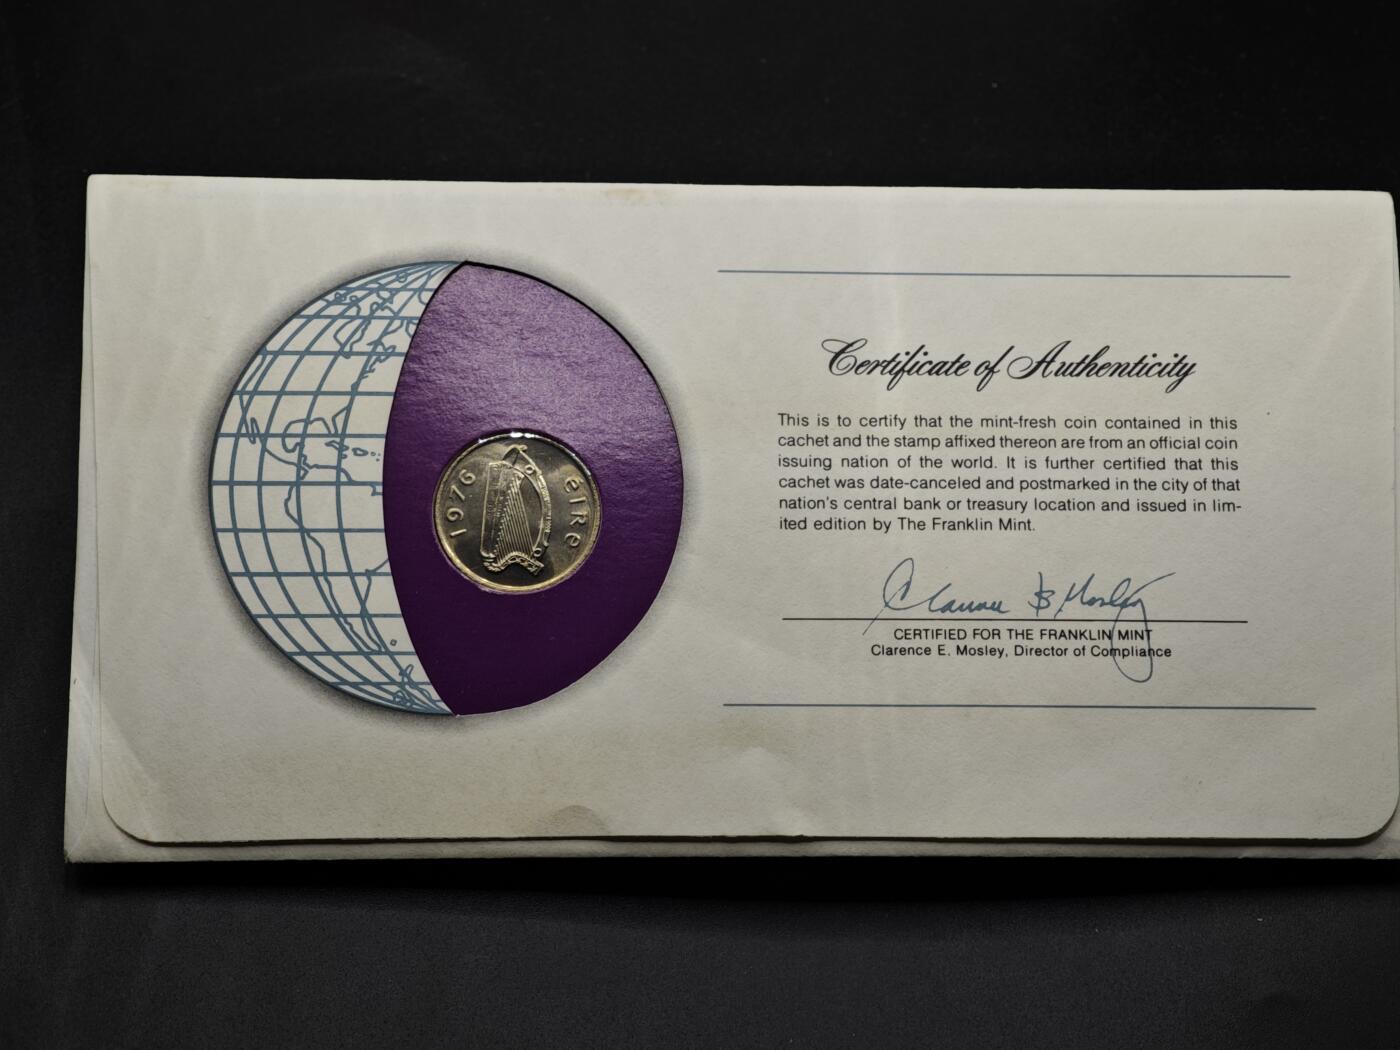 1976
éIRe
Certificate of Authenticity
This is to certify that the mint-fresh coin contained in this
cachet and the stamp affixed thereon are from an official coin
issuing nation of the world. It is further certified that this
cachet was date-canceled and postmarked in the city of that
nation's central bank or treasury location and issued in lim-
ited edition by The Franklin Mint.
Clarence E Mosley
CERTIFIED FOR THE FRANKLIN MINT
Clarence E. Mosley, Director of Compliance